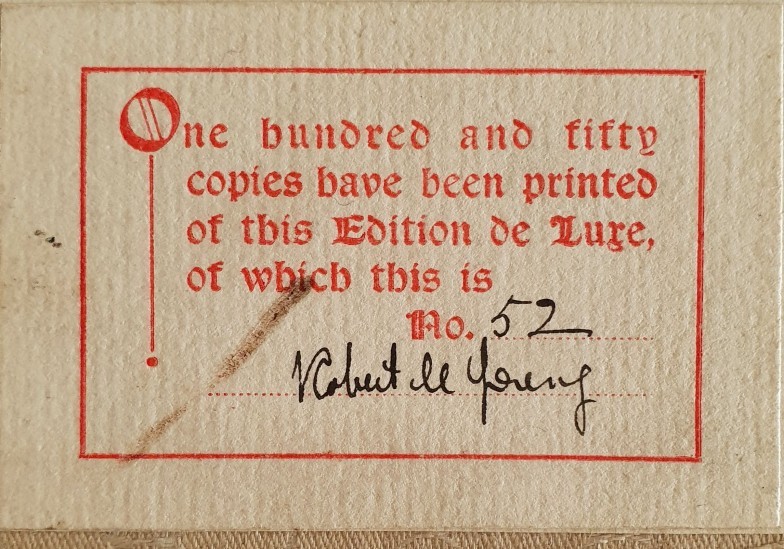 One hundred and fifty
copies have been printed
of this Edition de Luxe,
of which this is
No. 52
Robert M Young